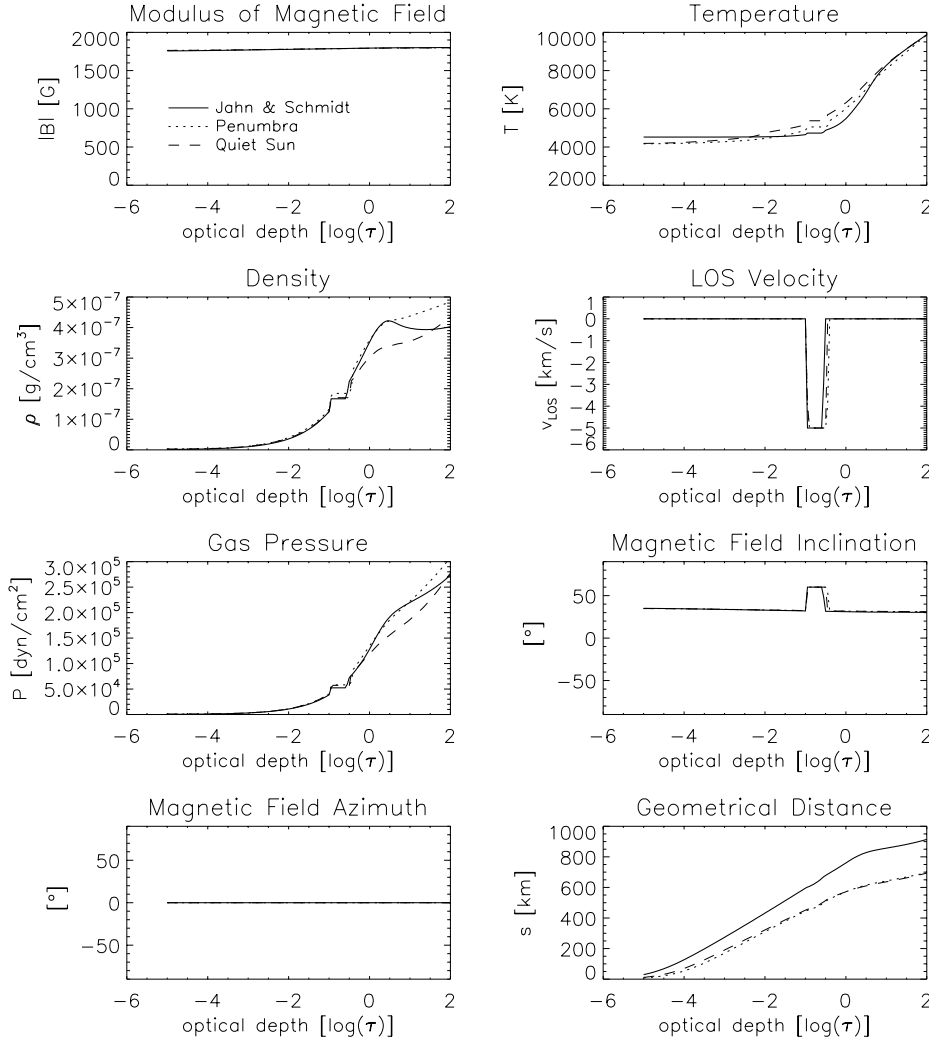 Modulus of Magnetic Field
|B| [G]
2000
1500
1000
500
0
Jahn & Schmidt
Penumbra
Quiet Sun
−6 −4 −2 0 2
optical depth [log(τ)]
Temperature
T [K]
10000
8000
6000
4000
2000
−6 −4 −2 0 2
optical depth [log(τ)]
Density
ρ [g/cm³]
5×10⁻⁷
4×10⁻⁷
3×10⁻⁷
2×10⁻⁷
1×10⁻⁷
0
−6 −4 −2 0 2
optical depth [log(τ)]
LOS Velocity
v_LOS [km/s]
1
0
−1
−2
−3
−4
−5
−6
−6 −4 −2 0 2
optical depth [log(τ)]
Gas Pressure
P [dyn/cm²]
3.0×10⁵
2.5×10⁵
2.0×10⁵
1.5×10⁵
1.0×10⁵
5.0×10⁴
0
−6 −4 −2 0 2
optical depth [log(τ)]
Magnetic Field Inclination
[°]
50
0
−50
−6 −4 −2 0 2
optical depth [log(τ)]
Magnetic Field Azimuth
[°]
50
0
−50
−6 −4 −2 0 2
optical depth [log(τ)]
Geometrical Distance
s [km]
1000
800
600
400
200
0
−6 −4 −2 0 2
optical depth [log(τ)]